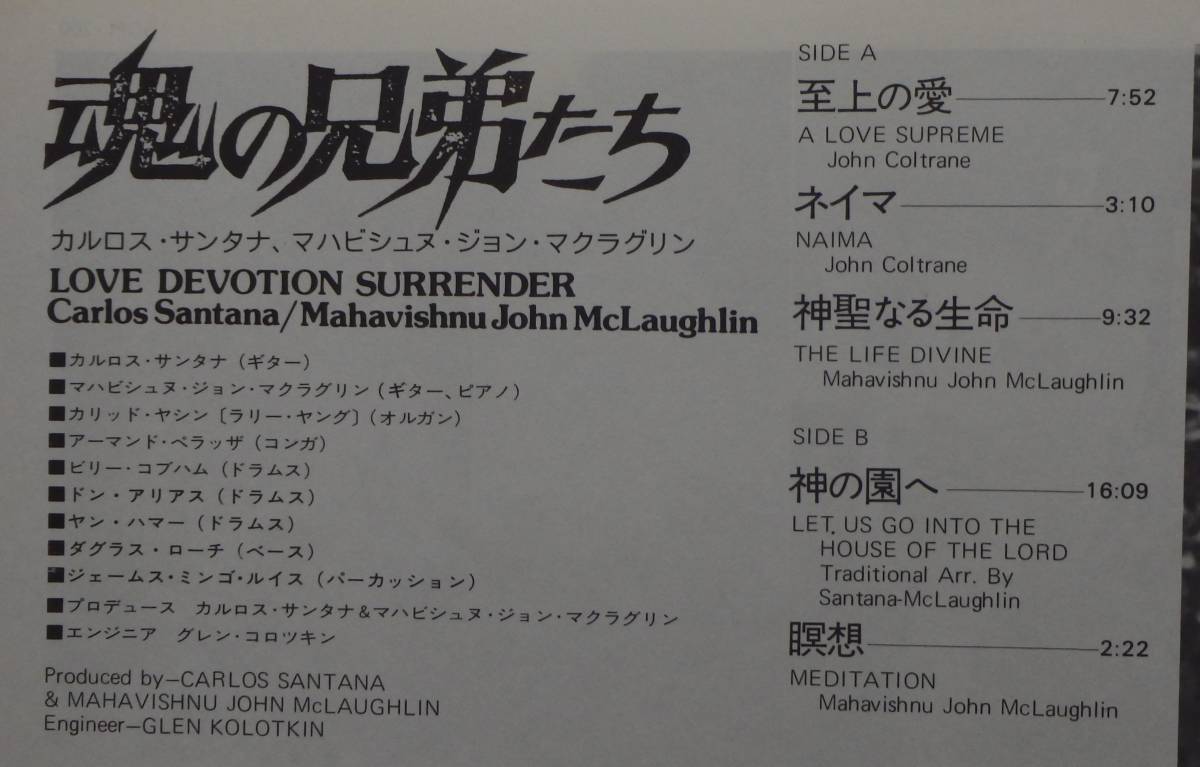 魂の兄弟たち
カルロス・サンタナ、マハビシュヌ・ジョン・マクラグリン
LOVE DEVOTION SURRENDER
Carlos Santana/Mahavishnu John McLaughlin
■カルロス・サンタナ（ギター）
■マハビシュヌ・ジョン・マクラグリン（ギター、ピアノ）
■カリッド・ヤシン〔ラリー・ヤング〕（オルガン）
■アーマンド・ペラッザ（コンガ）
■ビリー・コブハム（ドラムス）
■ドン・アリアス（ドラムス）
■ヤン・ハマー（ドラムス）
■ダグラス・ローチ（ベース）
■ジェームス・ミンゴ・ルイス（パーカッション）
■プロデュース　カルロス・サンタナ＆マハビシュヌ・ジョン・マクラグリン
■エンジニア　グレン・コロツキン
Produced by—CARLOS SANTANA
& MAHAVISHNU JOHN McLAUGHLIN
Engineer—GLEN KOLOTKIN
SIDE A
至上の愛 7:52
A LOVE SUPREME
John Coltrane
ネイマ 3:10
NAIMA
John Coltrane
神聖なる生命 9:32
THE LIFE DIVINE
Mahavishnu John McLaughlin
SIDE B
神の園へ 16:09
LET US GO INTO THE
HOUSE OF THE LORD
Traditional Arr. By
Santana-McLaughlin
瞑想 2:22
MEDITATION
Mahavishnu John McLaughlin